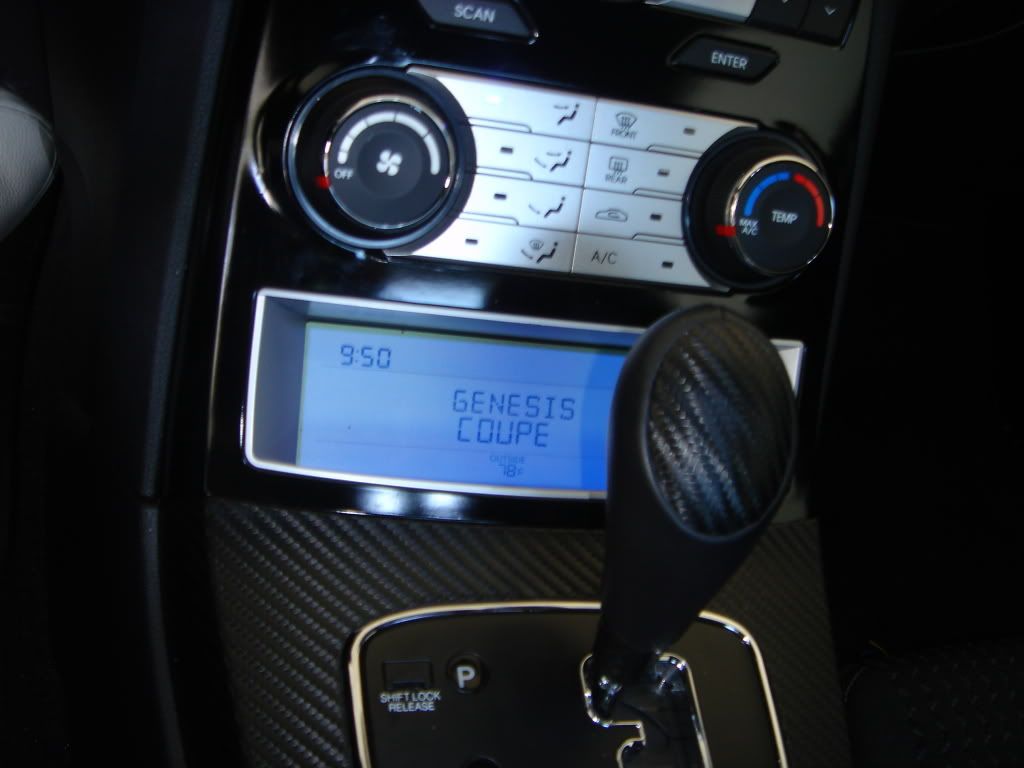 SCAN
ENTER
OFF
FRONT
REAR
A/C
TEMP
MAX
A/C
9:50
GENESIS
COUPE
OUTSIDE
78°F
SHIFT LOCK
RELEASE
P